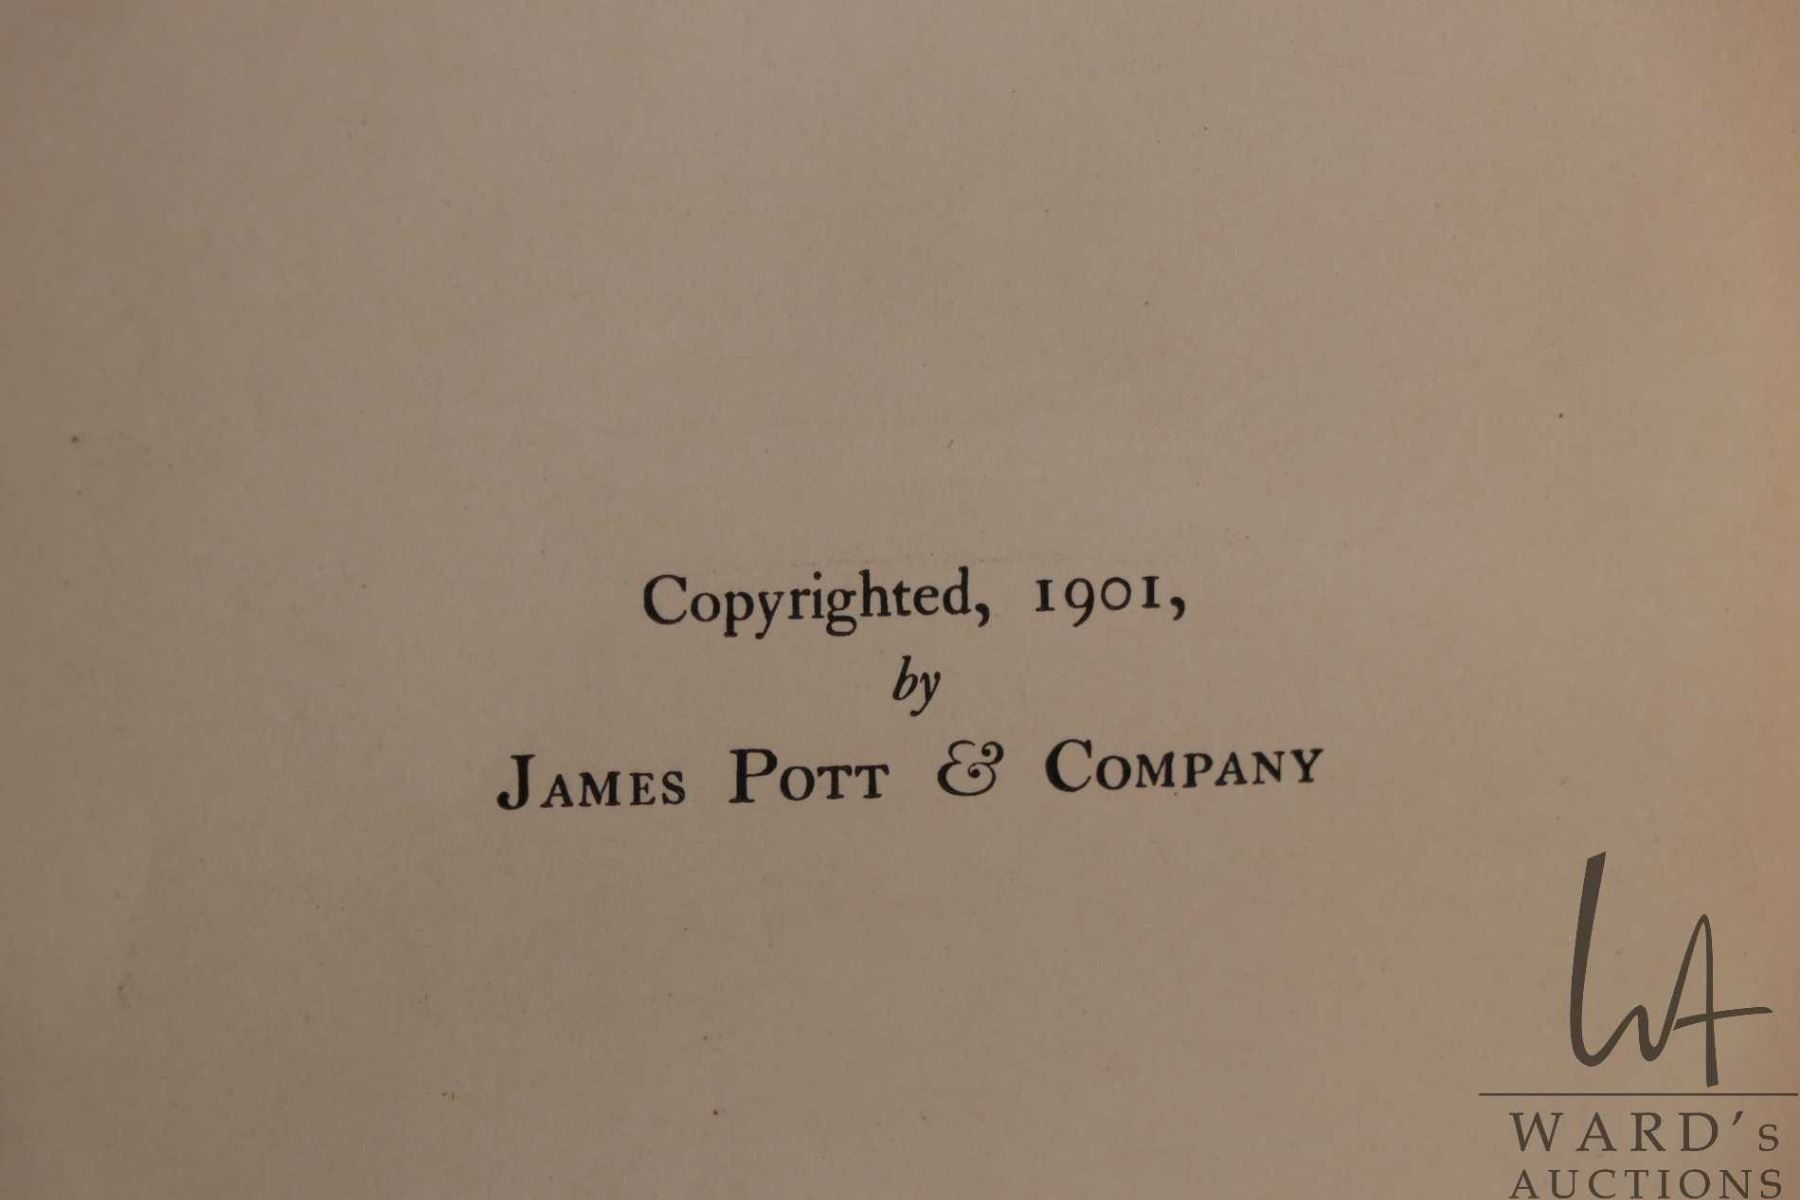 Copyrighted, 1901,
by
James Pott & Company
WARD's
AUCTIONS